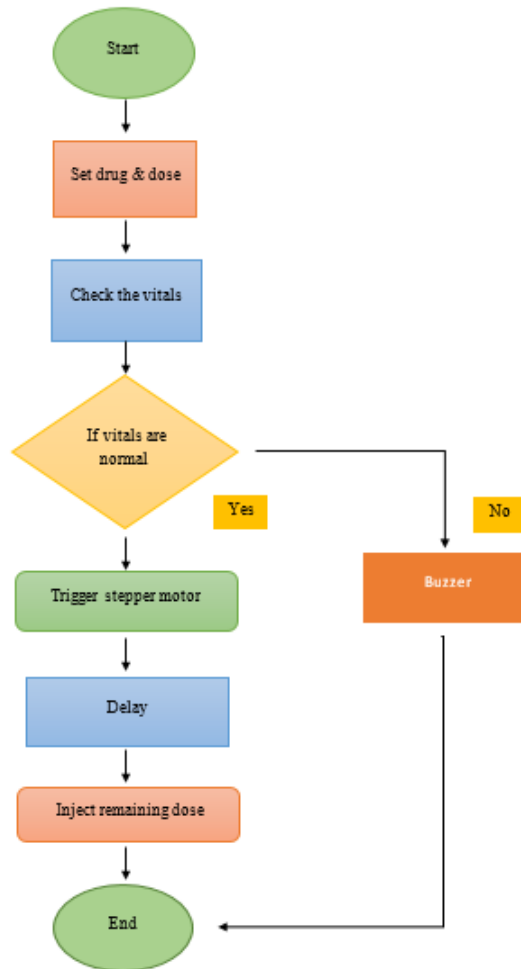 Start
Set drug & dose
Check the vitals
If vitals are
normal
Yes
No
Trigger stepper motor
Buzzer
Delay
Inject remaining dose
End